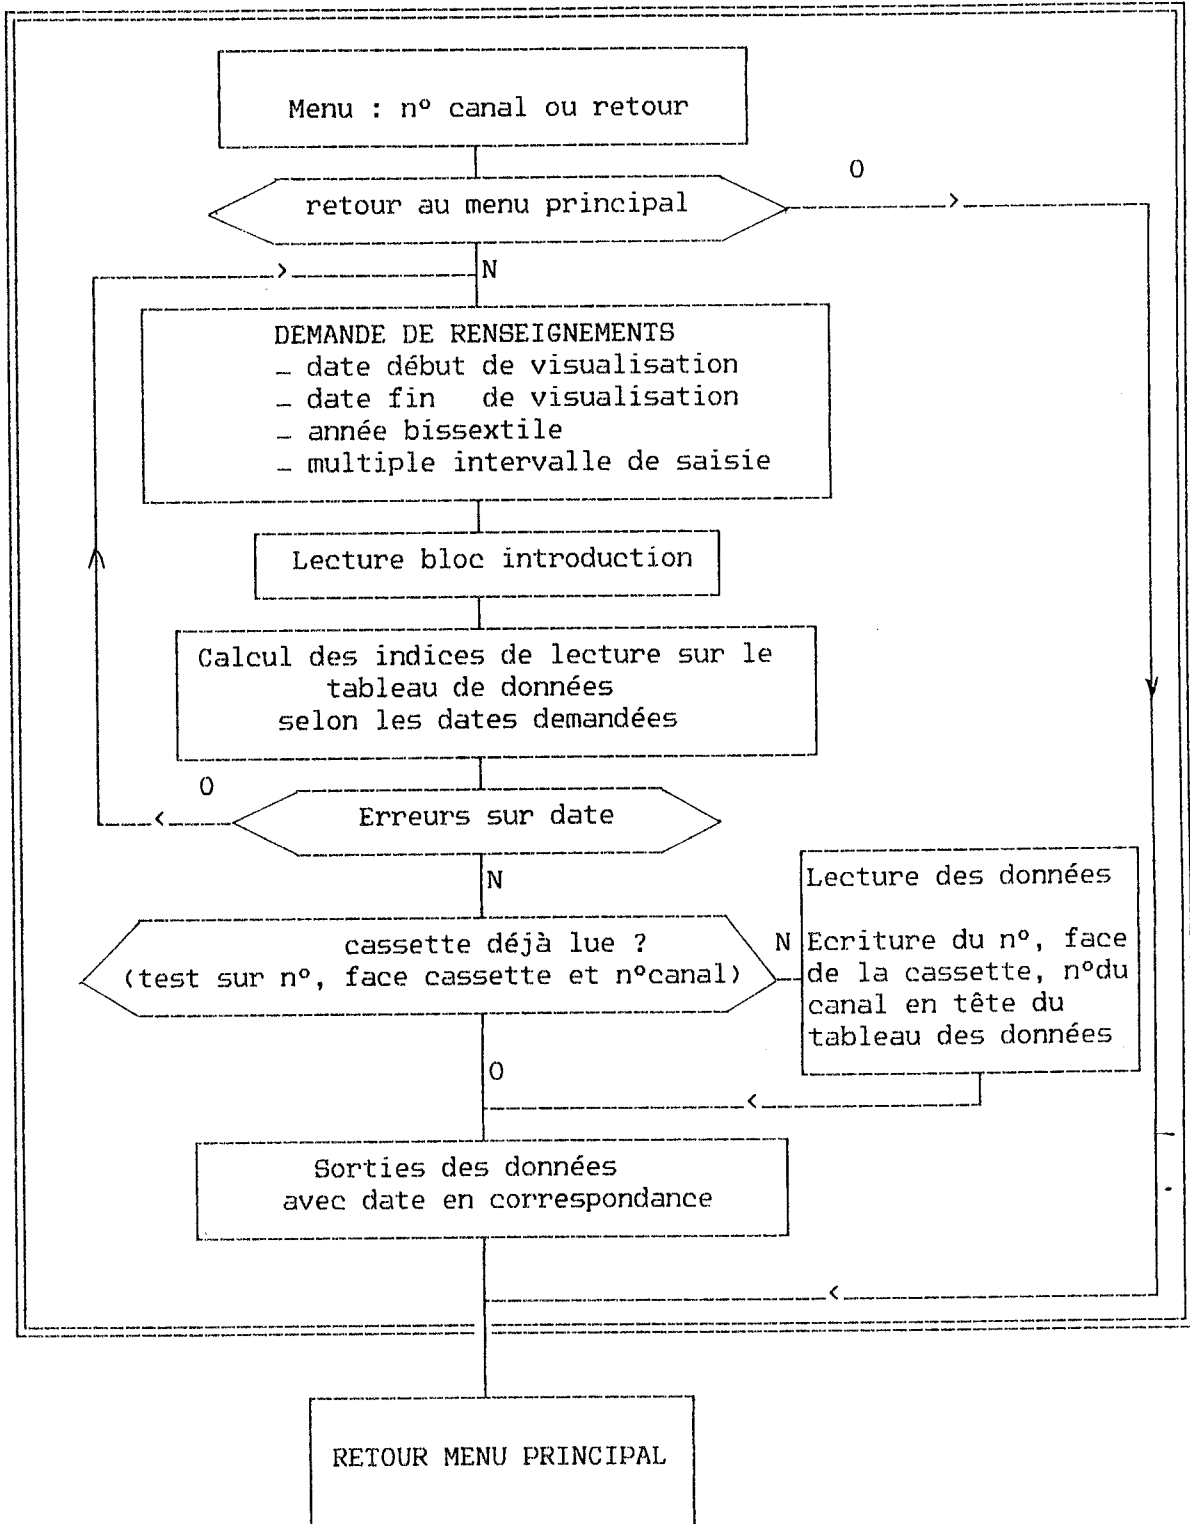 Menu : n° canal ou retour
O
retour au menu principal
N
DEMANDE DE RENSEIGNEMENTS
- date début de visualisation
- date fin de visualisation
- année bissextile
- multiple intervalle de saisie
Lecture bloc introduction
Calcul des indices de lecture sur le
tableau de données
selon les dates demandées
O
Erreurs sur date
N
Lecture des données
cassette déjà lue ?
(test sur n°, face cassette et n°canal)
N
Ecriture du n°, face
de la cassette, n°du
canal en tête du
tableau des données
O
Sorties des données
avec date en correspondance
RETOUR MENU PRINCIPAL